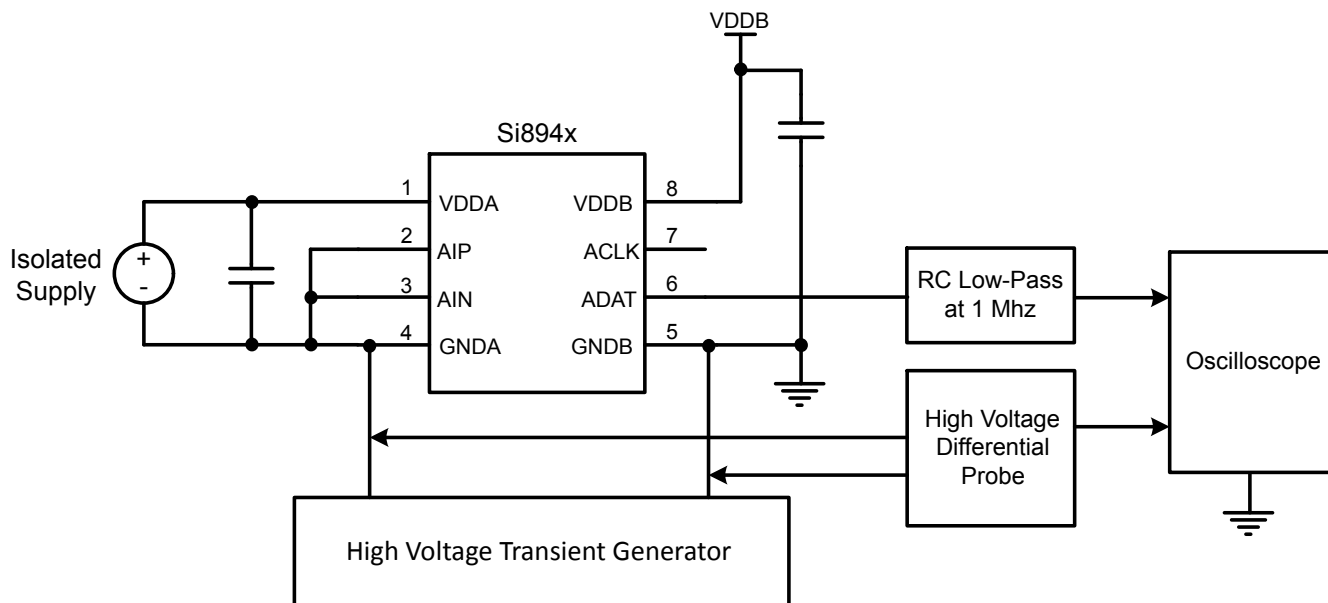 VDDB
Si894x
1
VDDA
VDDB
8
2
AIP
ACLK
7
Isolated
Supply
+
-
3
AIN
ADAT
6
4
GNDA
GNDB
5
RC Low-Pass
at 1 Mhz
Oscilloscope
High Voltage
Differential
Probe
High Voltage Transient Generator